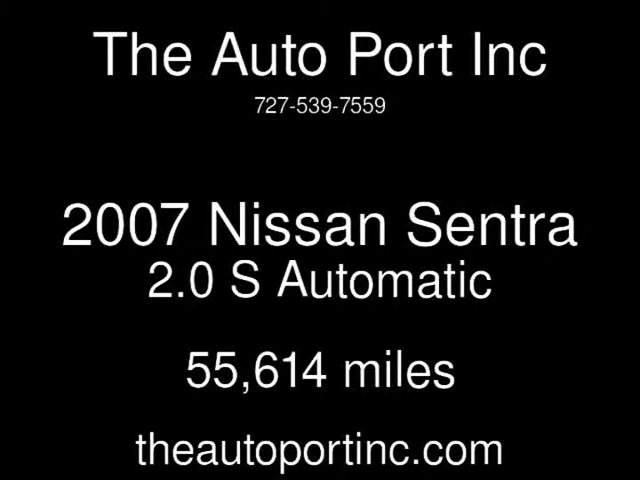 The Auto Port Inc
727-539-7559
2007 Nissan Sentra
2.0 S Automatic
55,614 miles
theautoportinc.com